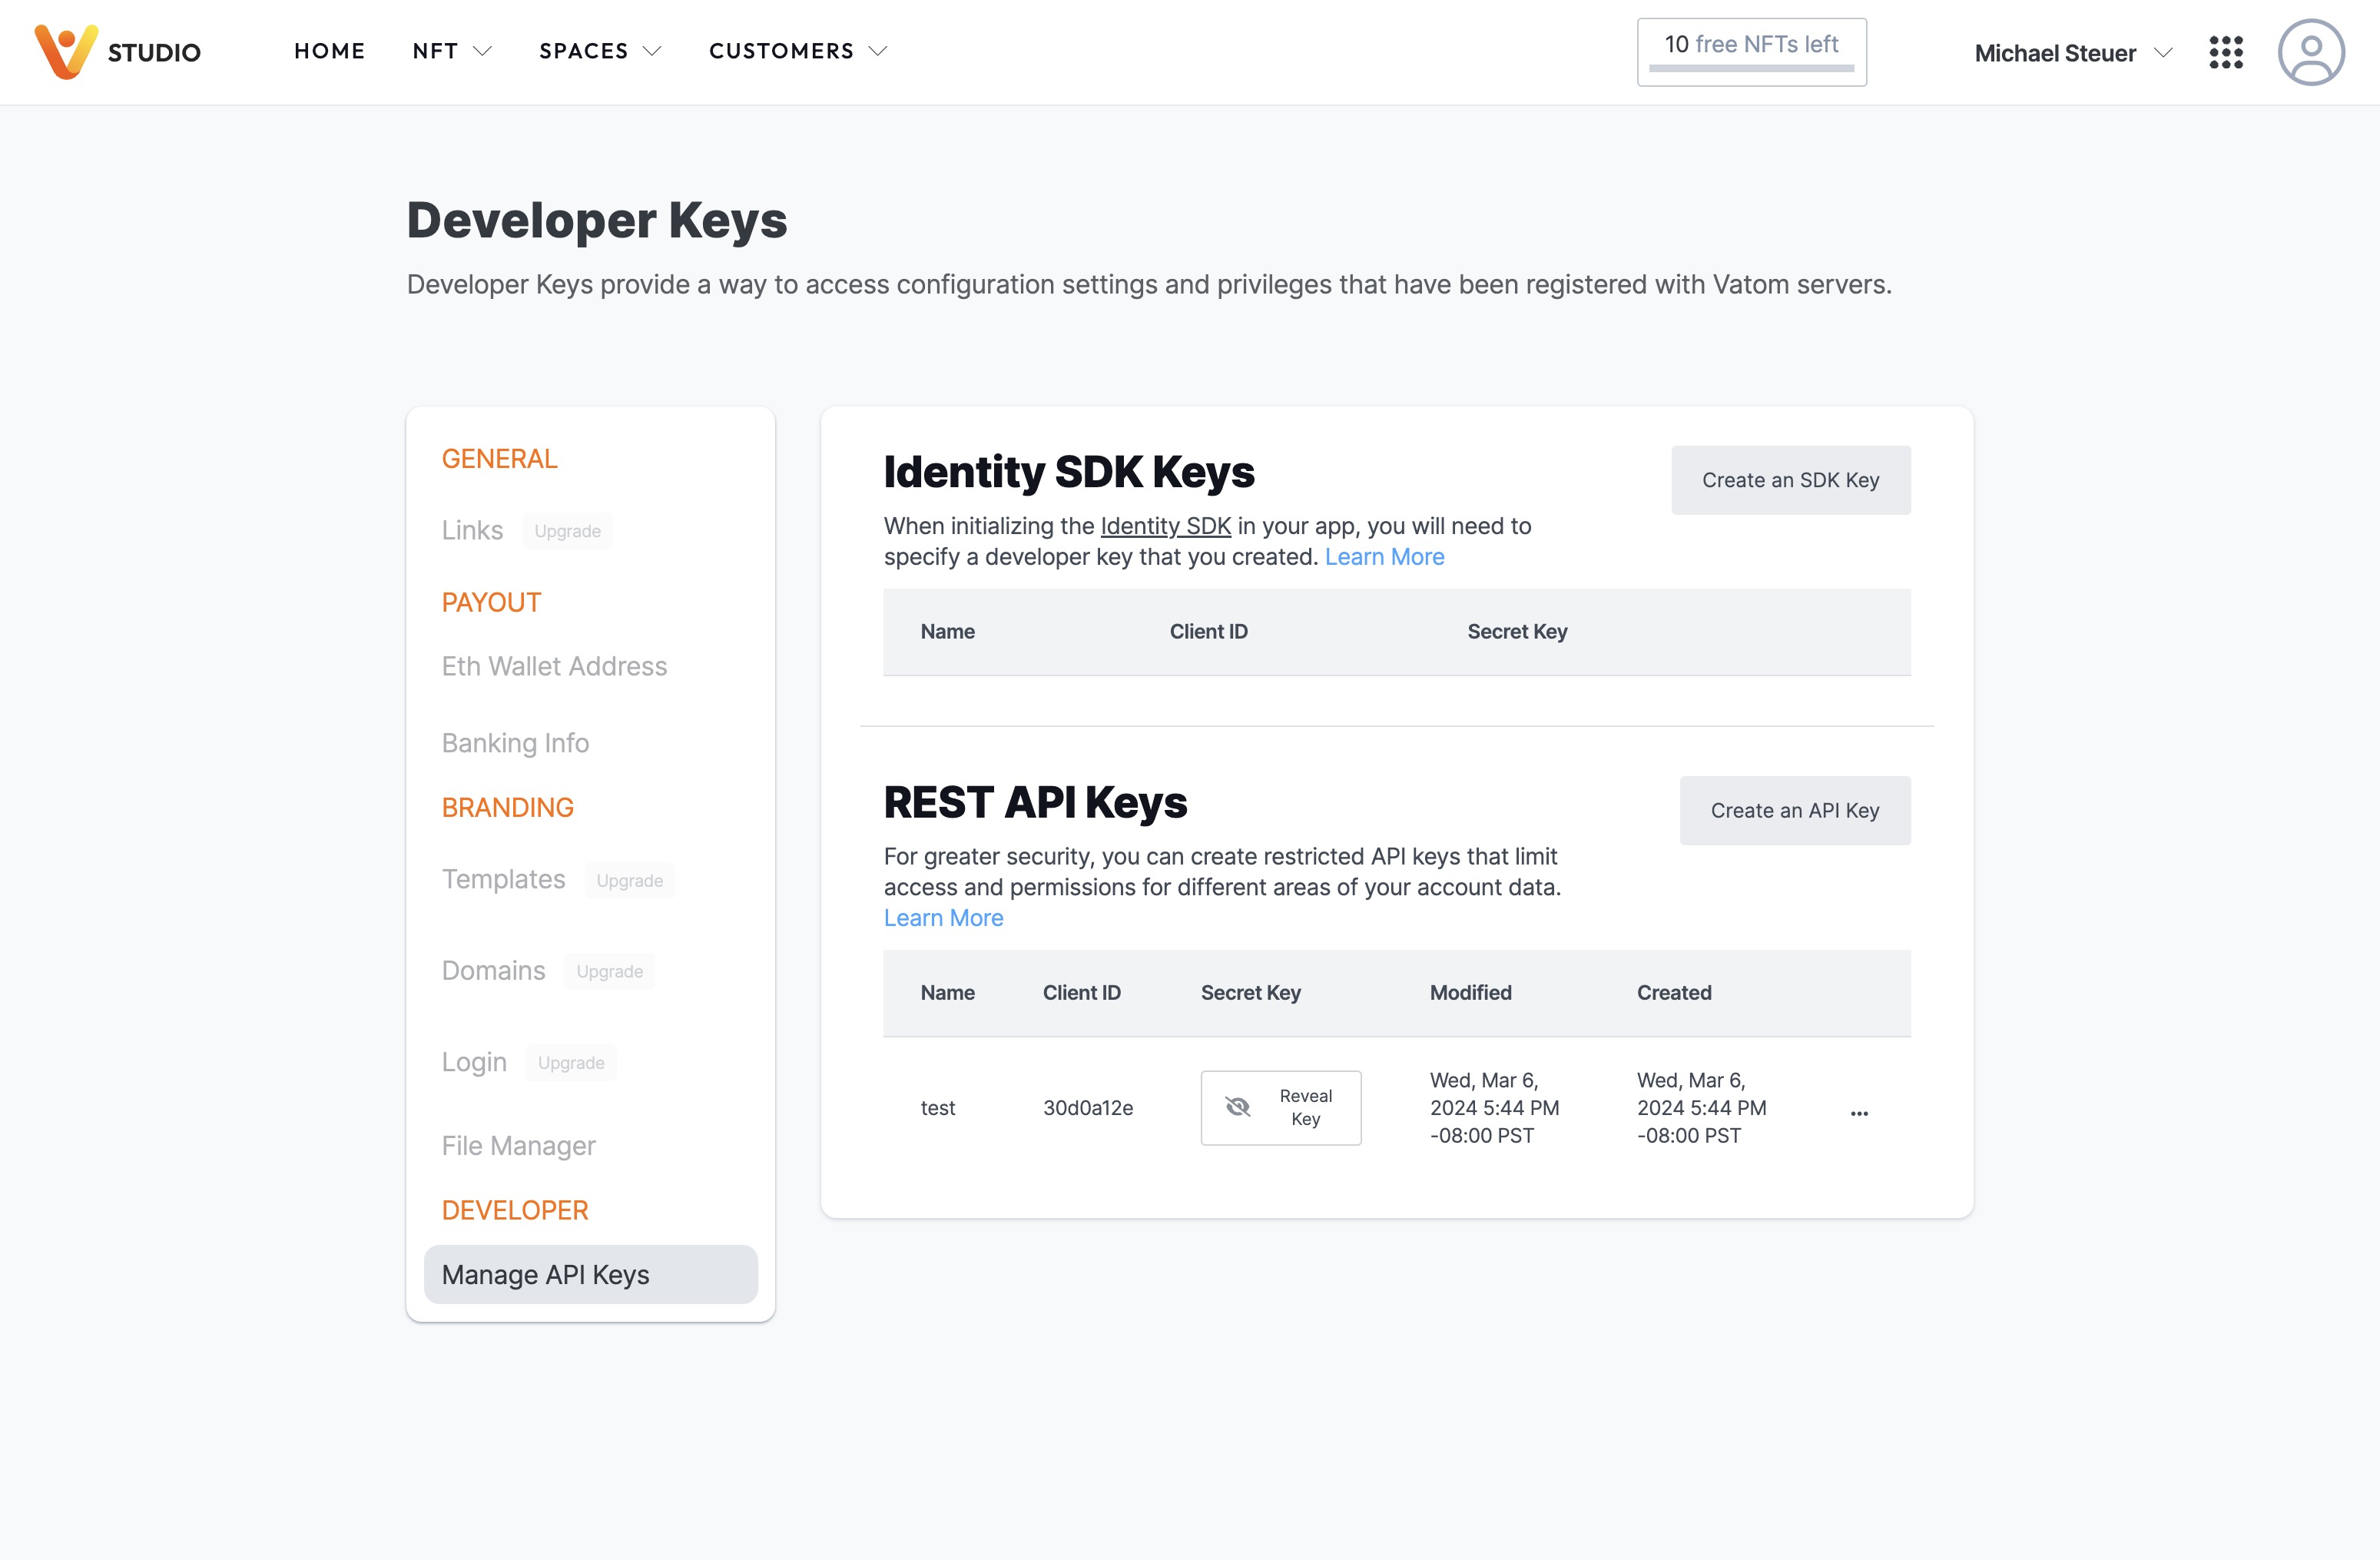 STUDIO
HOME
NFT
SPACES
CUSTOMERS
10 free NFTs left
Michael Steuer
Developer Keys
Developer Keys provide a way to access configuration settings and privileges that have been registered with Vatom servers.
GENERAL
Links
Upgrade
PAYOUT
Eth Wallet Address
Banking Info
BRANDING
Templates
Upgrade
Domains
Upgrade
Login
Upgrade
File Manager
DEVELOPER
Manage API Keys
Identity SDK Keys
Create an SDK Key
When initializing the Identity SDK in your app, you will need to
specify a developer key that you created. Learn More
Name
Client ID
Secret Key
REST API Keys
Create an API Key
For greater security, you can create restricted API keys that limit
access and permissions for different areas of your account data.
Learn More
Name
Client ID
Secret Key
Modified
Created
test
30d0a12e
Reveal
Key
Wed, Mar 6,
2024 5:44 PM
-08:00 PST
Wed, Mar 6,
2024 5:44 PM
-08:00 PST
...